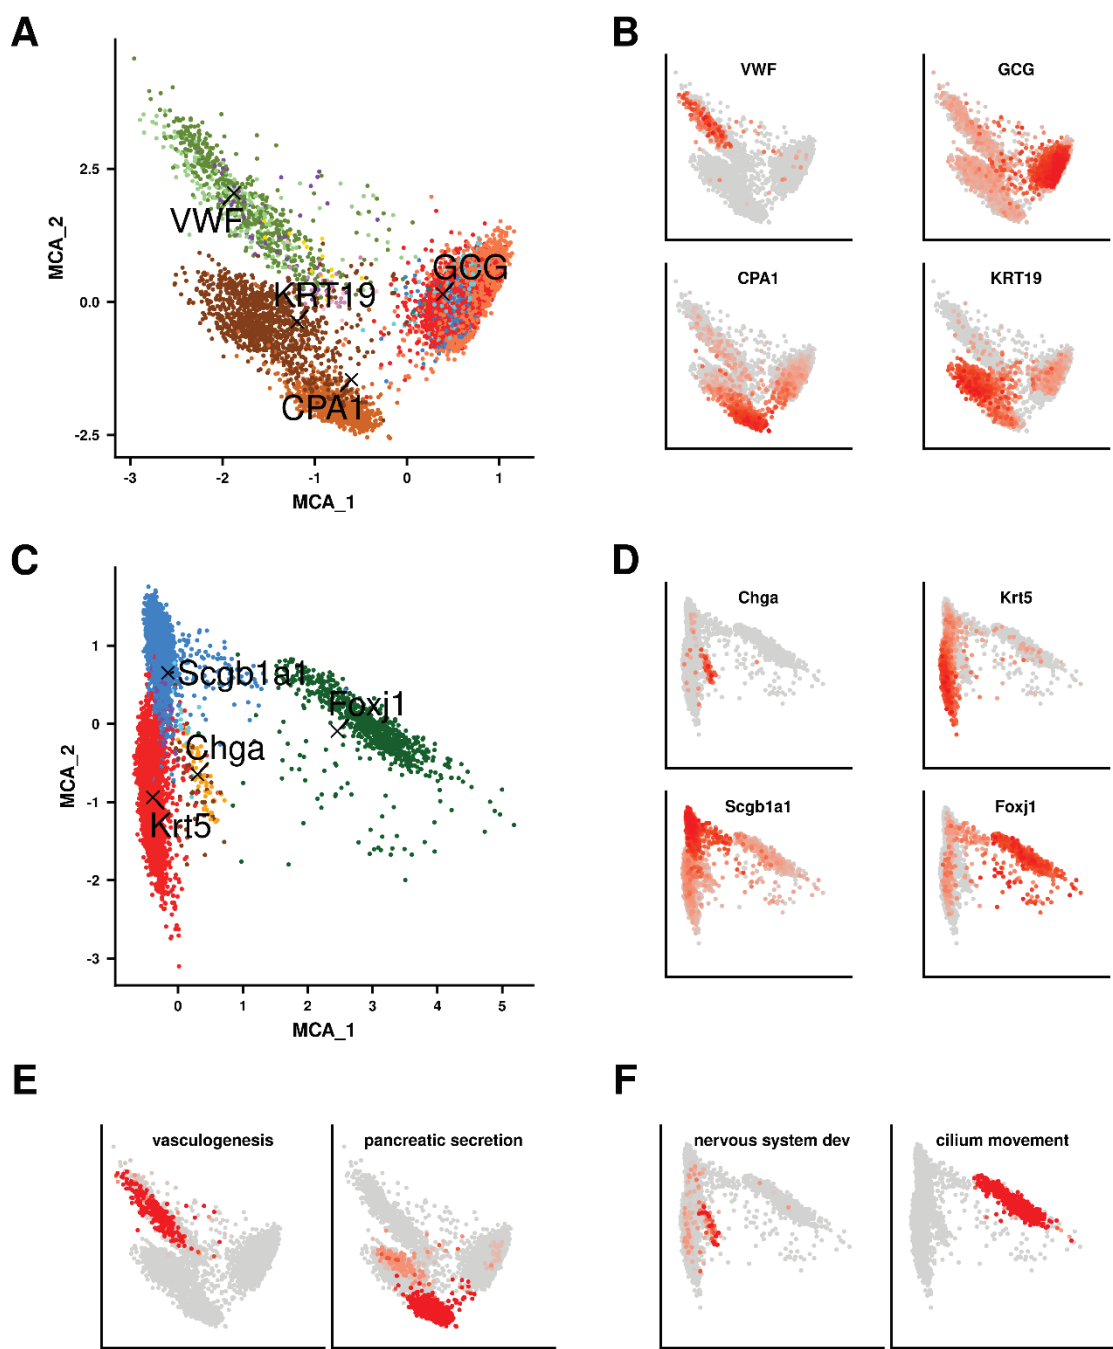 A
MCA_2
2.5
0.0
-2.5
-3
-2
-1
0
1
MCA_1
VWF
KRT19
GCG
CPA1
B
VWF
GCG
CPA1
KRT19
C
MCA_2
1
0
-1
-2
-3
0
1
2
3
4
5
MCA_1
Scgb1a1
Foxj1
Chga
Krt5
D
Chga
Krt5
Scgb1a1
Foxj1
E
vasculogenesis
pancreatic secretion
F
nervous system dev
cilium movement